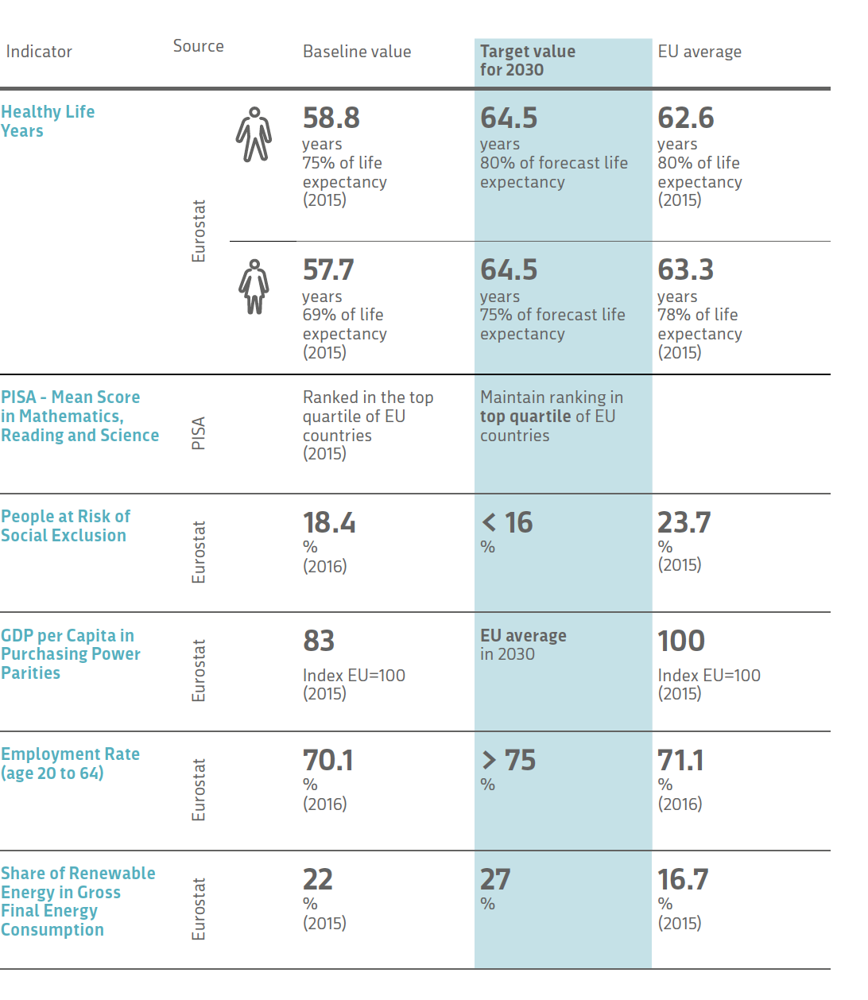 Indicator
Source
Baseline value
Target value
for 2030
EU average
Healthy Life
Years
Eurostat
58.8
years
75% of life
expectancy
(2015)
64.5
years
80% of forecast life
expectancy
62.6
years
80% of life
expectancy
(2015)
57.7
years
69% of life
expectancy
(2015)
64.5
years
75% of forecast life
expectancy
63.3
years
78% of life
expectancy
(2015)
PISA - Mean Score
in Mathematics,
Reading and Science
PISA
Ranked in the top
quartile of EU
countries
(2015)
Maintain ranking in
top quartile of EU
countries
People at Risk of
Social Exclusion
Eurostat
18.4
%
(2016)
< 16
%
23.7
%
(2015)
GDP per Capita in
Purchasing Power
Parities
Eurostat
83
Index EU=100
(2015)
EU average
in 2030
100
Index EU=100
(2015)
Employment Rate
(age 20 to 64)
Eurostat
70.1
%
(2016)
> 75
%
71.1
%
(2016)
Share of Renewable
Energy in Gross
Final Energy
Consumption
Eurostat
22
%
(2015)
27
%
16.7
%
(2015)